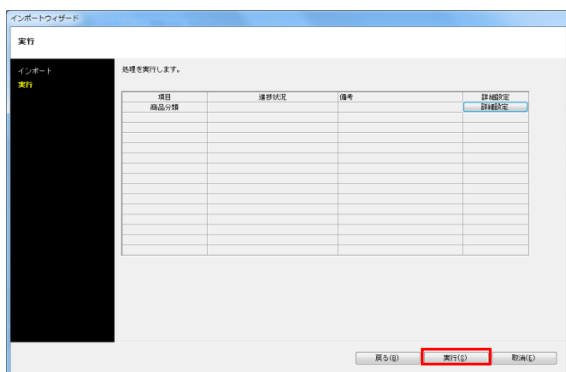 インポートウィザード
実行
インポート
実行
処理を実行します。
項目 進捗状況 備考 詳細設定
商品分類 詳細設定
戻る(B) 実行(S) 取消(E)